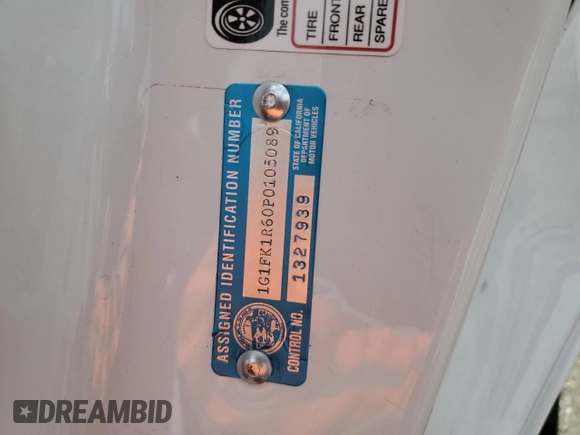 The com
TIRE
FRONT
REAR
SPARE
ASSIGNED IDENTIFICATION NUMBER
1G1FK1R60P0105089
STATE OF CALIFORNIA
DEPARTMENT OF
MOTOR VEHICLES
CONTROL NO.
1327939
DREAMBID